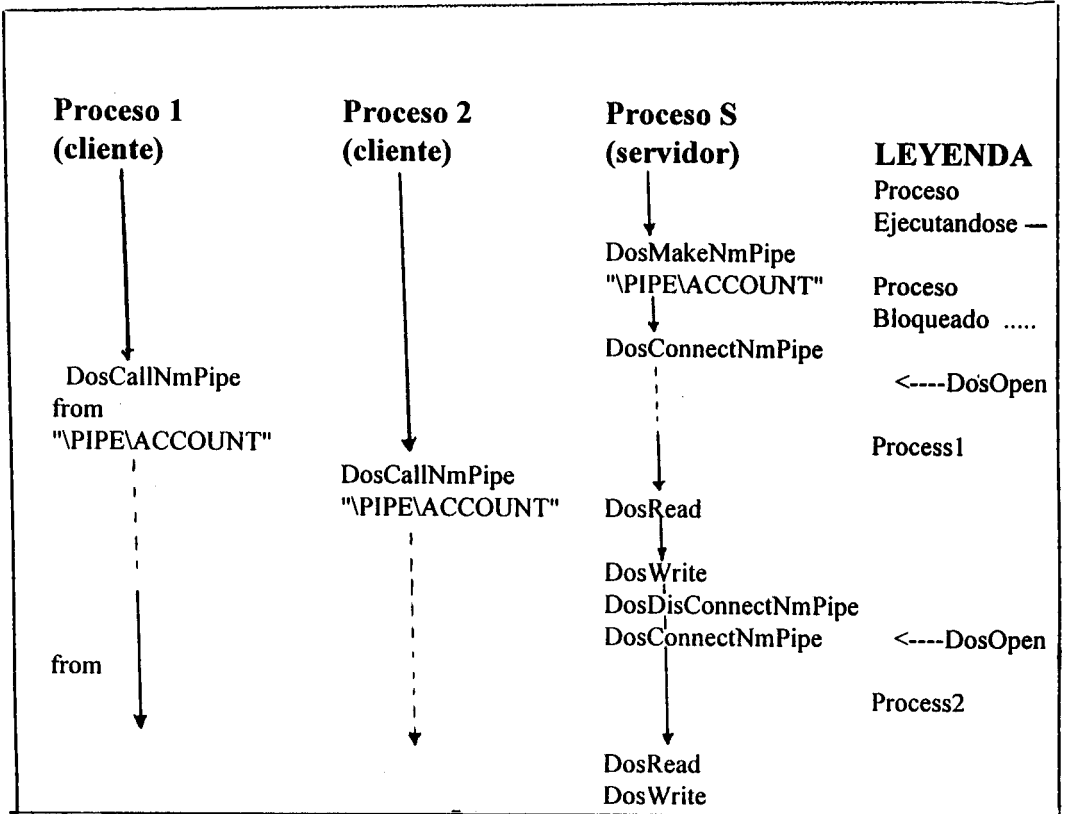 Proceso 1
(cliente)
Proceso 2
(cliente)
Proceso S
(servidor)
LEYENDA
Proceso
Ejecutandose —
Proceso
Bloqueado .....
DosMakeNmPipe
"\PIPE\ACCOUNT"
DosConnectNmPipe
<----DosOpen
Process1
DosCallNmPipe
from
"\PIPE\ACCOUNT"
DosCallNmPipe
"\PIPE\ACCOUNT"
DosRead
DosWrite
DosDisConnectNmPipe
DosConnectNmPipe
<----DosOpen
from
Process2
DosRead
DosWrite